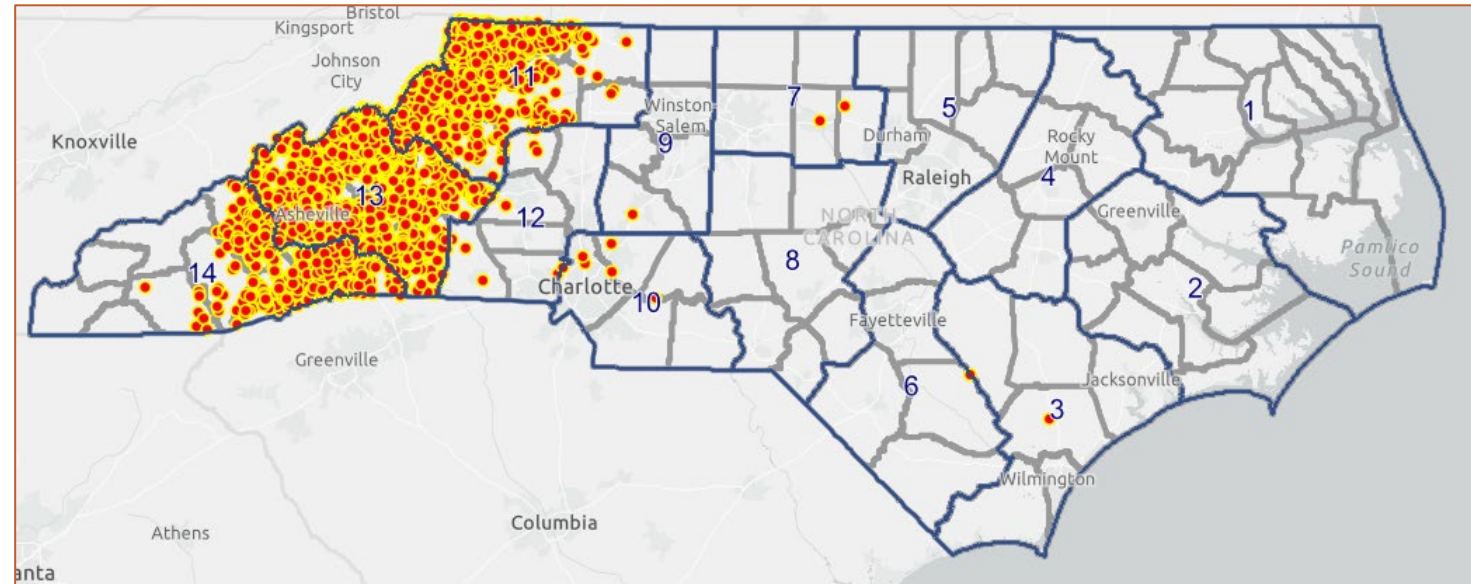 Bristol
Kingsport
Johnson
City
11
Knoxville
Winston-
Salem
7
5
1
9
Durham
Rocky
Mount
13
Asheville
12
Raleigh
4
Greenville
NORTH
CAROLINA
Pamlico
Sound
14
Charlotte
8
2
10
Fayetteville
Greenville
6
Jacksonville
3
Wilmington
Columbia
Athens
anta